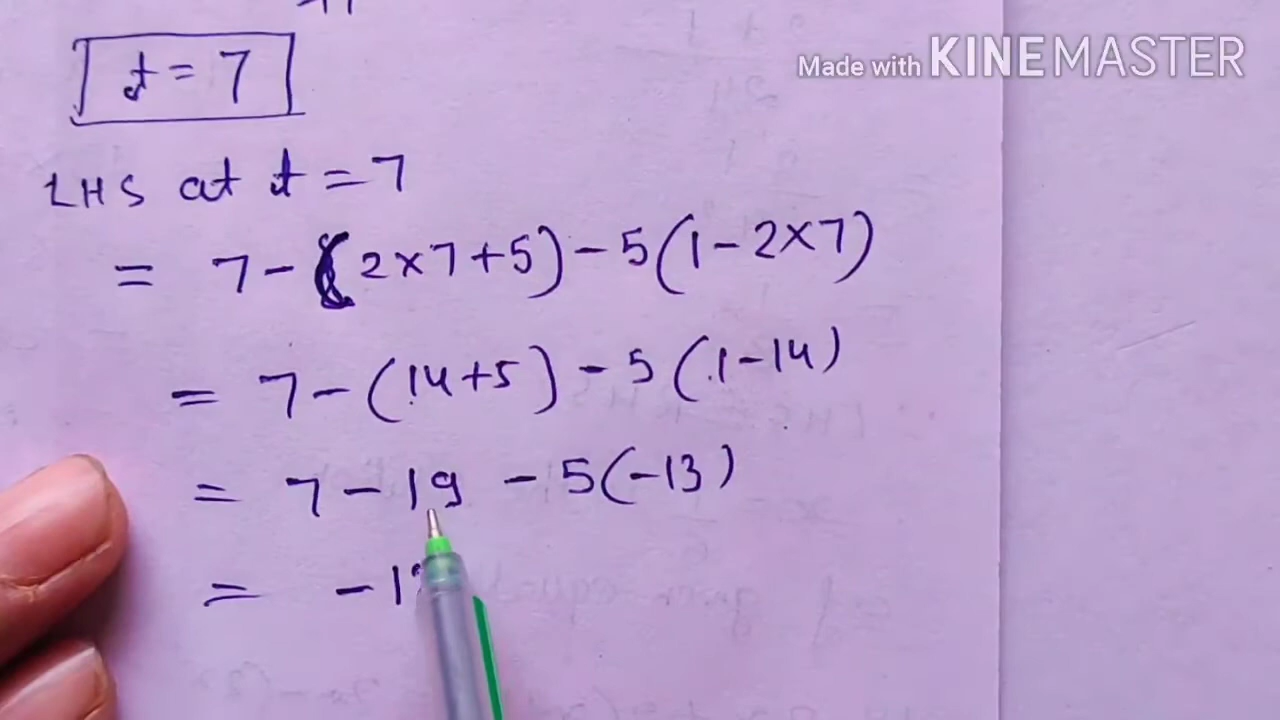 Made with KINEMASTER
t = 7
LHS at t = 7
= 7 - (2×7+5) - 5(1-2×7)
= 7 - (14+5) - 5(1-14)
= 7 - 19 - 5(-13)
= -1